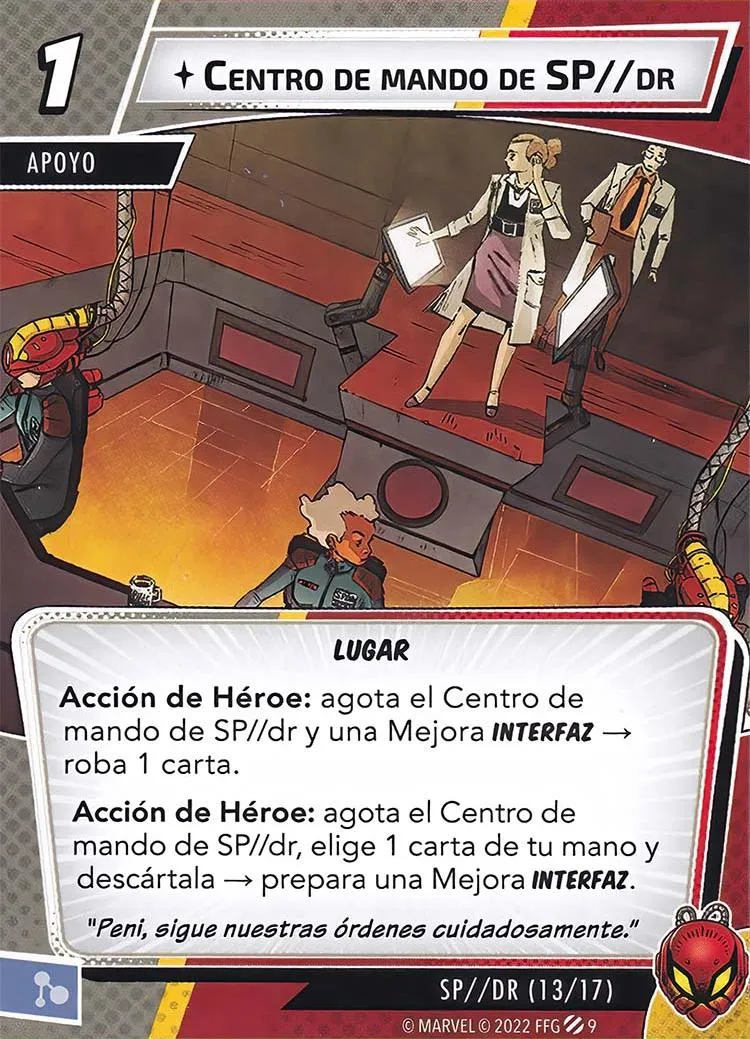 1
CENTRO DE MANDO DE SP//DR
APOYO
LUGAR
Acción de Héroe: agota el Centro de
mando de SP//dr y una Mejora INTERFAZ →
roba 1 carta.
Acción de Héroe: agota el Centro de
mando de SP//dr, elige 1 carta de tu mano y
descártala → prepara una Mejora INTERFAZ.
"Peni, sigue nuestras órdenes cuidadosamente."
SP//DR (13/17)
© MARVEL © 2022 FFG 9